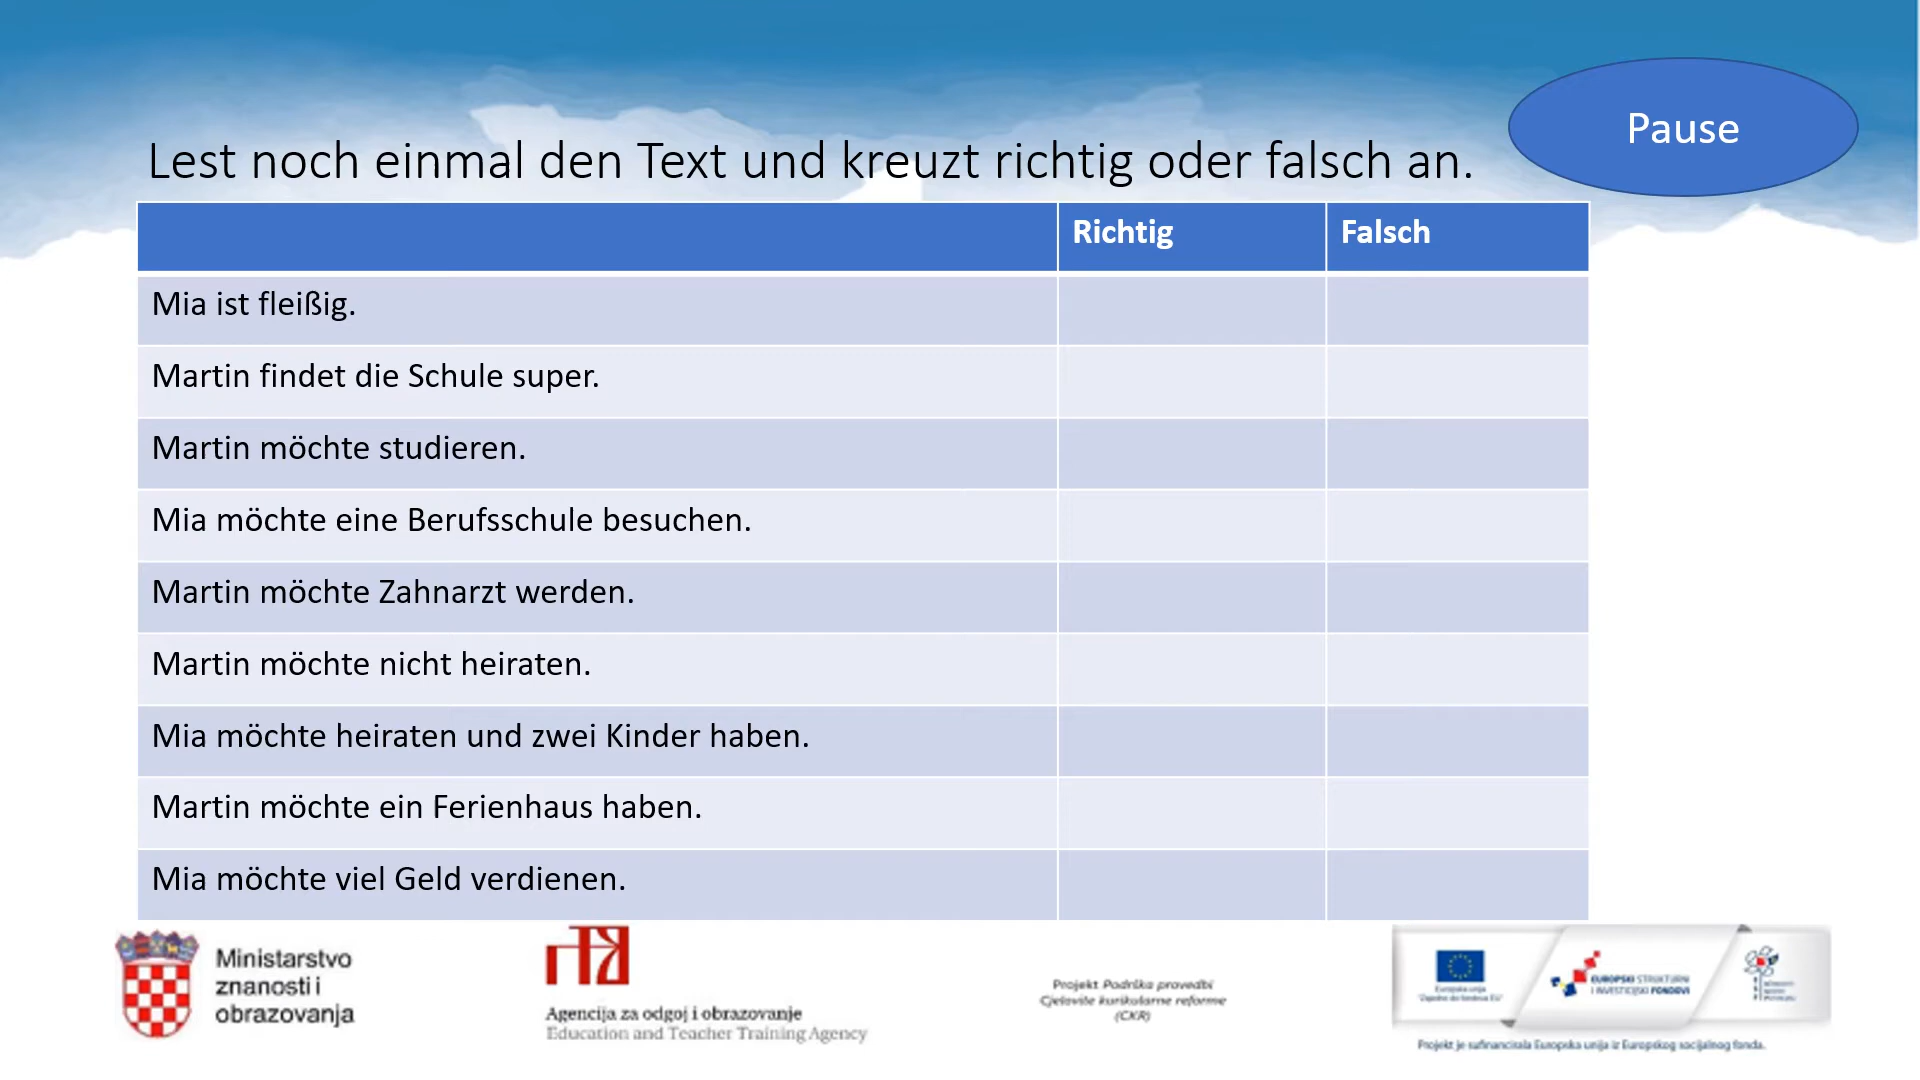 Pause
Lest noch einmal den Text und kreuzt richtig oder falsch an.
Richtig Falsch
Mia ist fleißig.
Martin findet die Schule super.
Martin möchte studieren.
Mia möchte eine Berufsschule besuchen.
Martin möchte Zahnarzt werden.
Martin möchte nicht heiraten.
Mia möchte heiraten und zwei Kinder haben.
Martin möchte ein Ferienhaus haben.
Mia möchte viel Geld verdienen.
Ministarstvo
znanosti i
obrazovanja
Agencija za odgoj i obrazovanje
Education and Teacher Training Agency
Projekt Podrška provedbi
Cjelovite kurikularne reforme
(CKR)
EUROPSKI STRUKTURNI
I INVESTICIJSKI FONDOVI
Projekt je sufinancirala Europska unija iz Europskog socijalnog fonda.